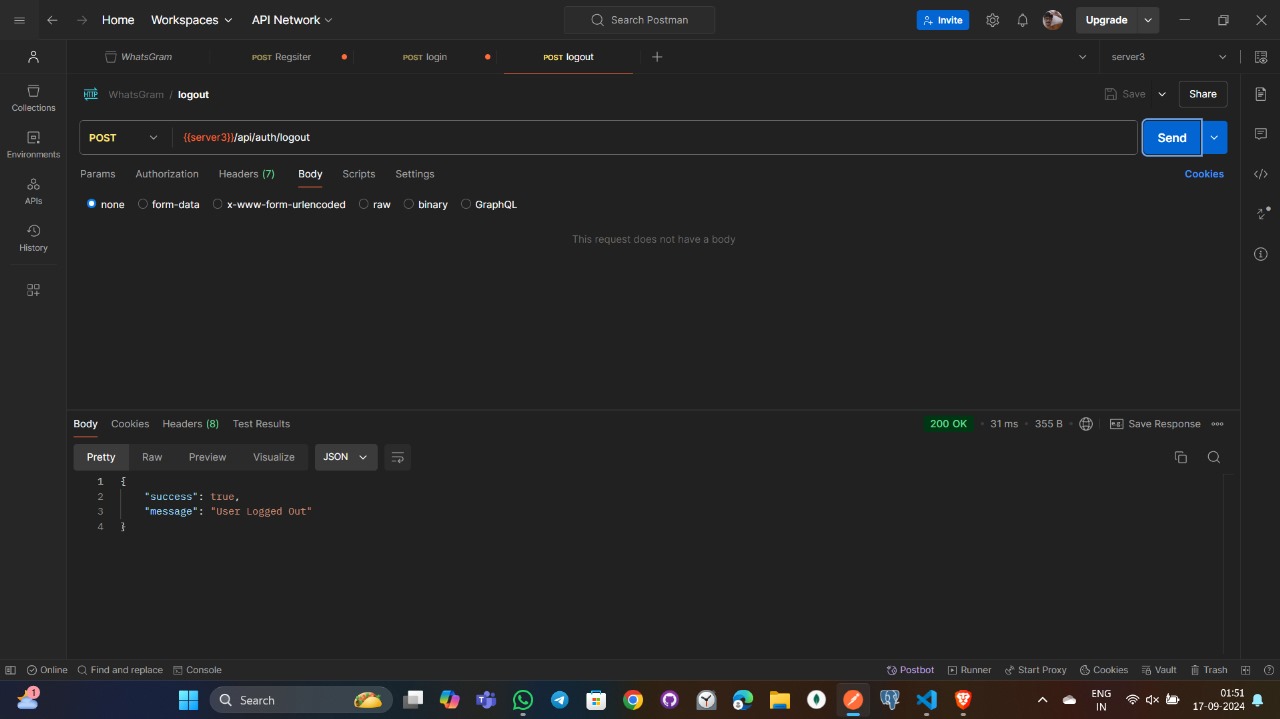 Home Workspaces API Network Search Postman Invite Upgrade
WhatsGram POST Regsiter POST login POST logout server3
HTTP WhatsGram / logout Save Share
POST {{server3}}/api/auth/logout Send
Params Authorization Headers (7) Body Scripts Settings Cookies
none form-data x-www-form-urlencoded raw binary GraphQL
This request does not have a body
Collections
Environments
APIs
History
Body Cookies Headers (8) Test Results 200 OK 31 ms 355 B Save Response
Pretty Raw Preview Visualize JSON
1 {
2 "success": true,
3 "message": "User Logged Out"
4 }
Online Find and replace Console Postbot Runner Start Proxy Cookies Vault Trash
1 Search ENG 01:51
IN 17-09-2024